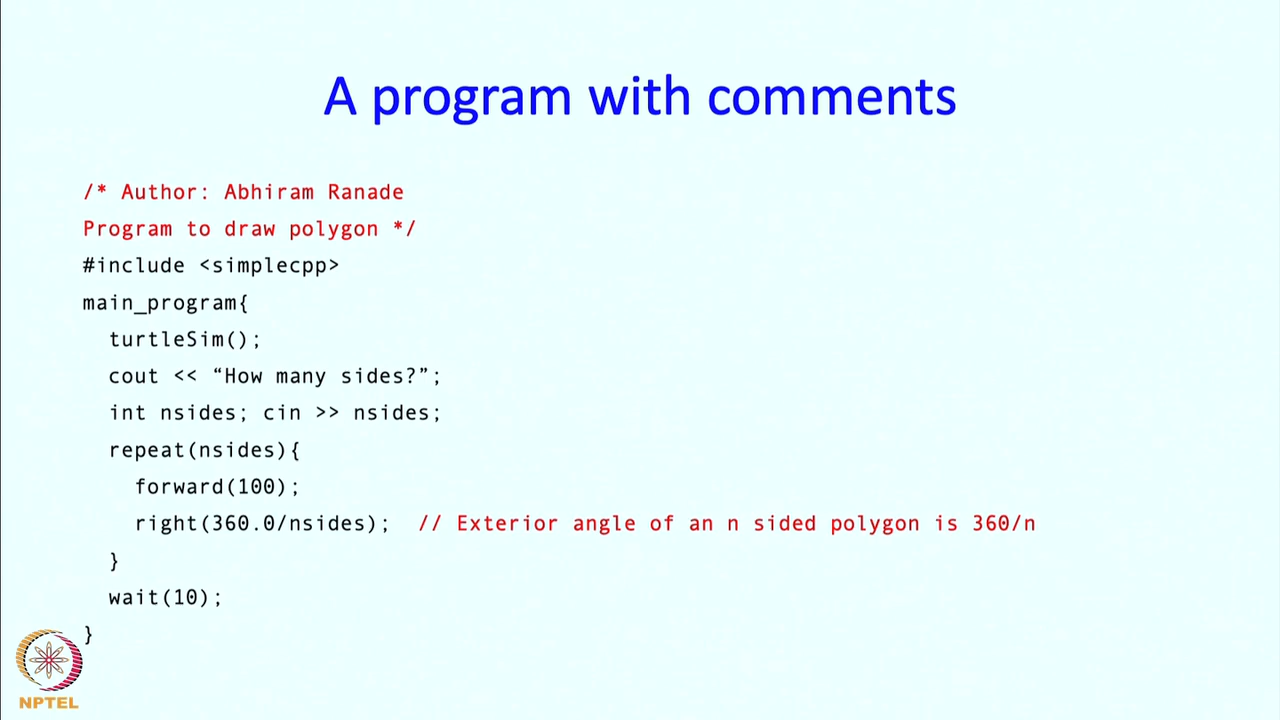 A program with comments
/* Author: Abhiram Ranade
Program to draw polygon */
#include <simplecpp>
main_program{
  turtleSim();
  cout << “How many sides?”;
  int nsides; cin >> nsides;
  repeat(nsides){
    forward(100);
    right(360.0/nsides);  // Exterior angle of an n sided polygon is 360/n
  }
  wait(10);
}
NPTEL